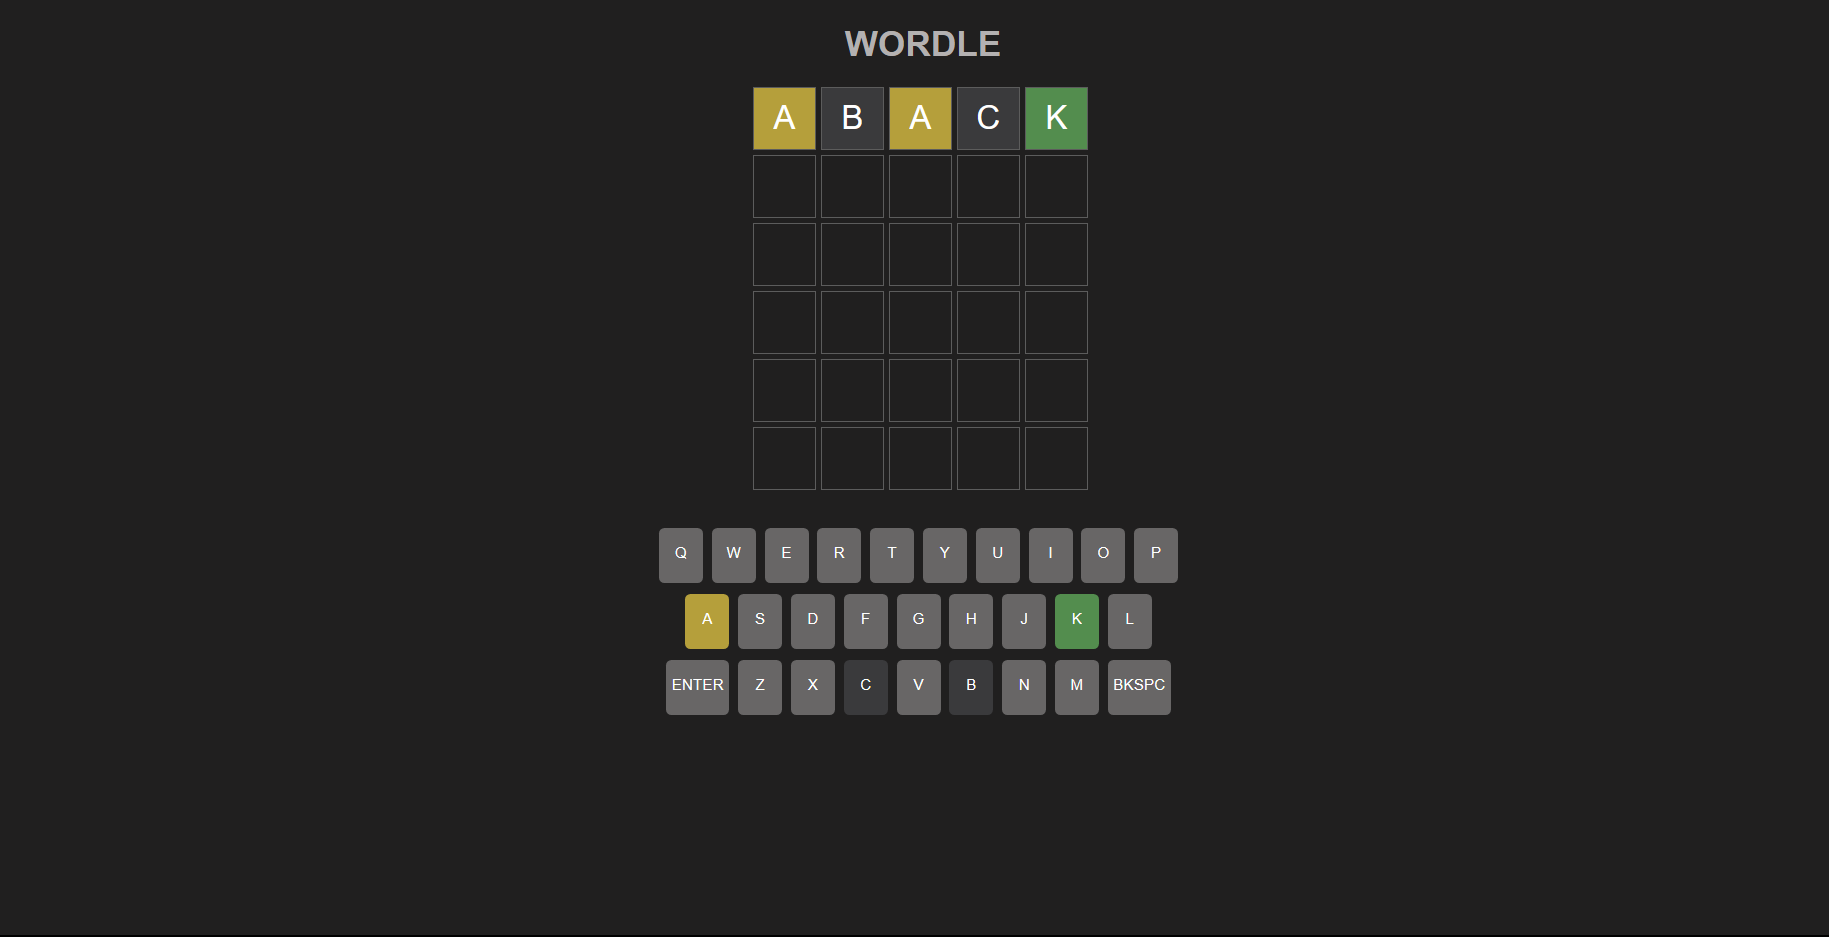 WORDLE
A B A C K
Q W E R T Y U I O P
A S D F G H J K L
ENTER Z X C V B N M BKSPC